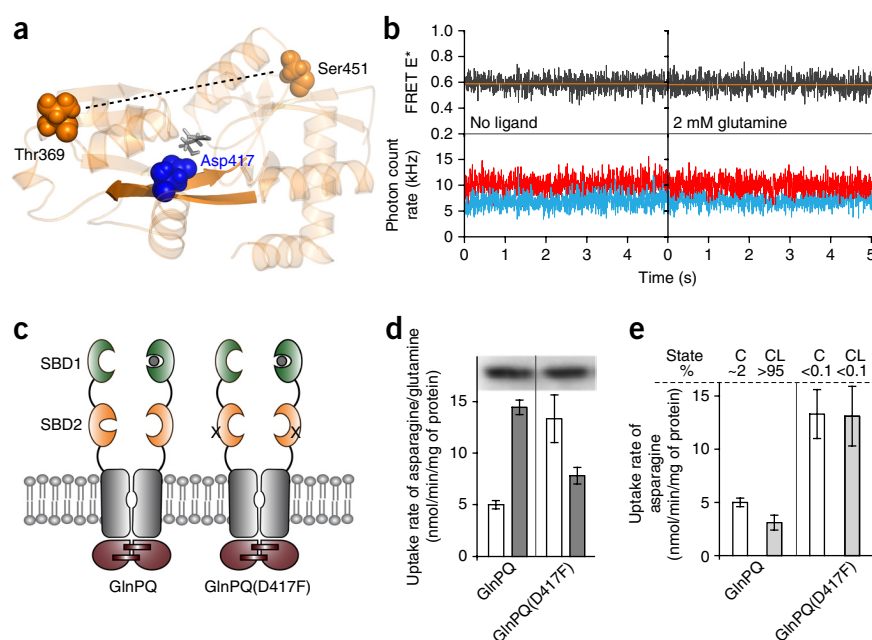 a
Ser451
Thr369
Asp417
b
FRET E*
1.0
0.8
0.6
0.4
0.2
No ligand
2 mM glutamine
Photon count
rate (kHz)
15
10
5
0
0 1 2 3 4 5
0 1 2 3 4 5
Time (s)
c
SBD1
SBD2
X
X
GlnPQ
GlnPQ(D417F)
d
Uptake rate of asparagine/glutamine
(nmol/min/mg of protein)
15
10
5
0
GlnPQ
GlnPQ(D417F)
e
State C CL C CL
% ~2 >95 <0.1 <0.1
Uptake rate of
asparagine
(nmol/min/mg of protein)
15
10
5
0
GlnPQ
GlnPQ(D417F)